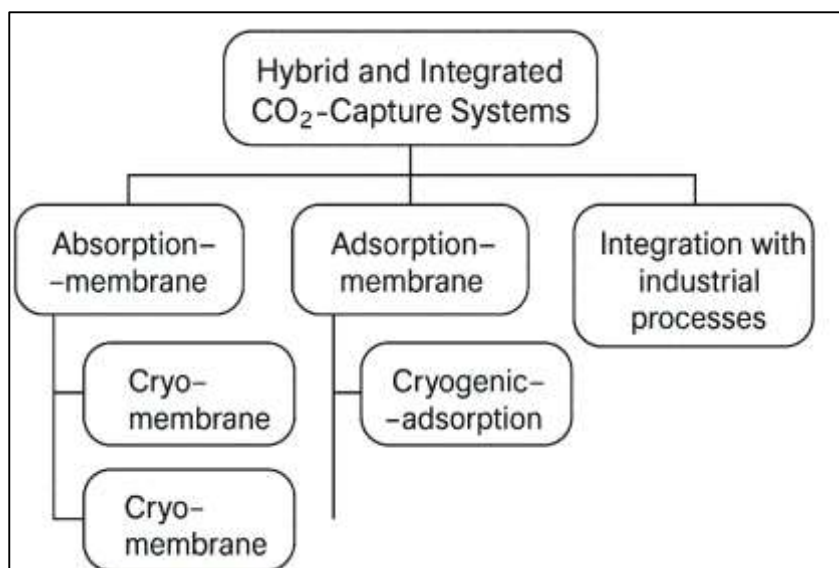 Hybrid and Integrated
CO₂-Capture Systems
Absorption–
-membrane
Adsorption–
membrane
Integration with
industrial
processes
Cryo-
membrane
Cryogenic–
-adsorption
Cryo-
membrane